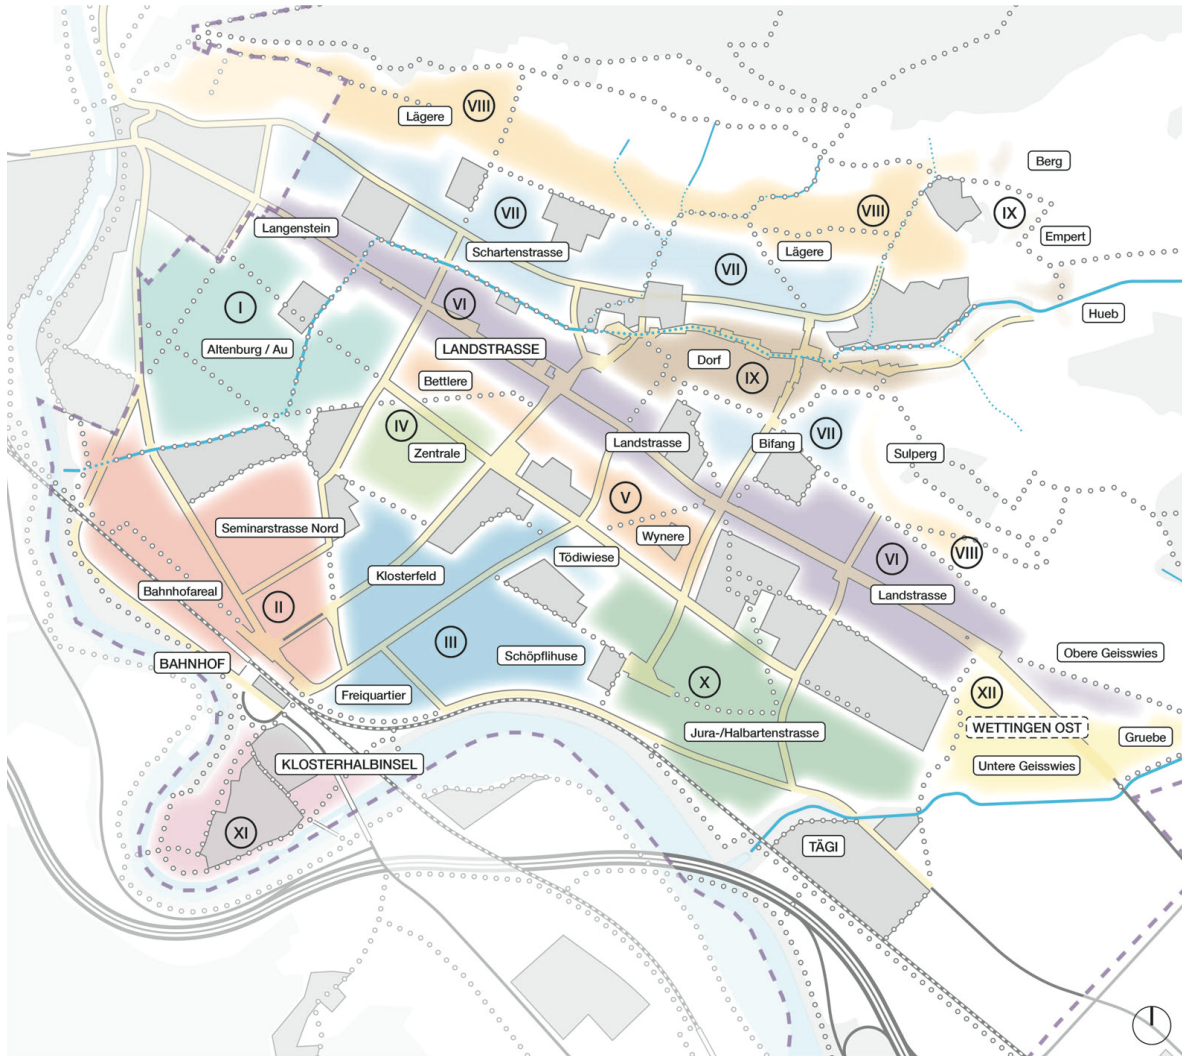 VIII
Lägere
Berg
VII
VIII
IX
Langenstein
Empert
Schartenstrasse
Lägere
VII
I
VI
Hueb
Altenburg / Au
LANDSTRASSE
Dorf
Bettlere
IX
IV
VII
Landstrasse
Bifang
Zentrale
Sulperg
V
Seminarstrasse Nord
Wynere
Tödiwiese
VI
VIII
Klosterfeld
Bahnhofareal
Landstrasse
II
III
Obere Geisswies
Schöpflihuse
BAHNHOF
X
Freiquartier
XII
WETTINGEN OST
Jura-/Halbartenstrasse
Gruebe
KLOSTERHALBINSEL
Untere Geisswies
XI
TÄGI